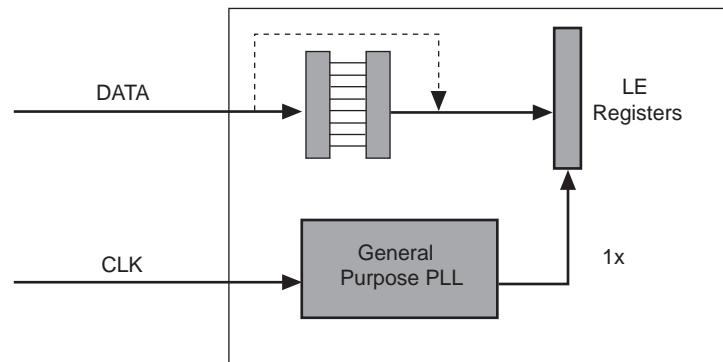 DATA
LE
Registers
CLK
General
Purpose PLL
1x